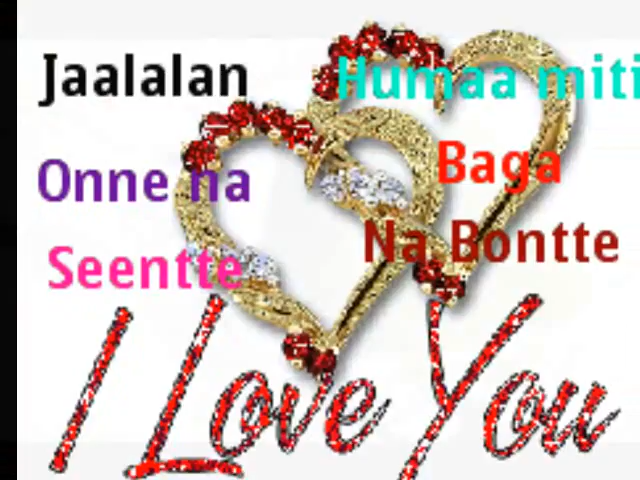 Jaalalan
Onne na
Seentte
Humaa miti
Baga
Na Bontte
I Love You